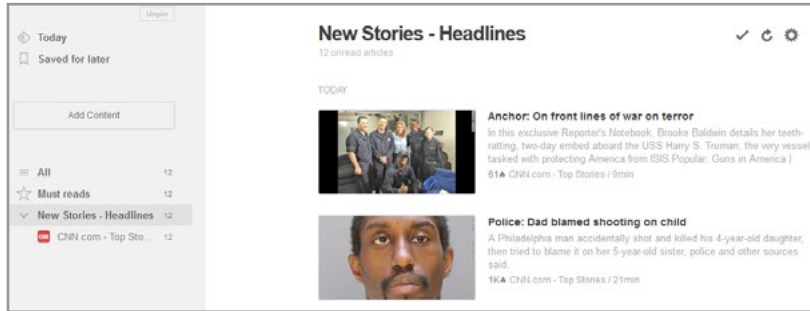 Unpin
Today
Saved for later
Add Content
All 12
Must reads 12
New Stories - Headlines 12
CNN CNN.com - Top Sto... 12
New Stories - Headlines
12 unread articles
TODAY
Anchor: On front lines of war on terror
In this exclusive Reporter's Notebook, Brooke Baldwin details her teeth-
ratting, two-day embed aboard the USS Harry S. Truman, the very vessel
tasked with protecting America from ISIS.Popular: Guns in America |
61 CNN.com - Top Stories / 9min
Police: Dad blamed shooting on child
A Philadelphia man accidentally shot and killed his 4-year-old daughter,
then tried to blame it on her 5-year-old sister, police and other sources
said.
1K CNN.com - Top Stories / 21min